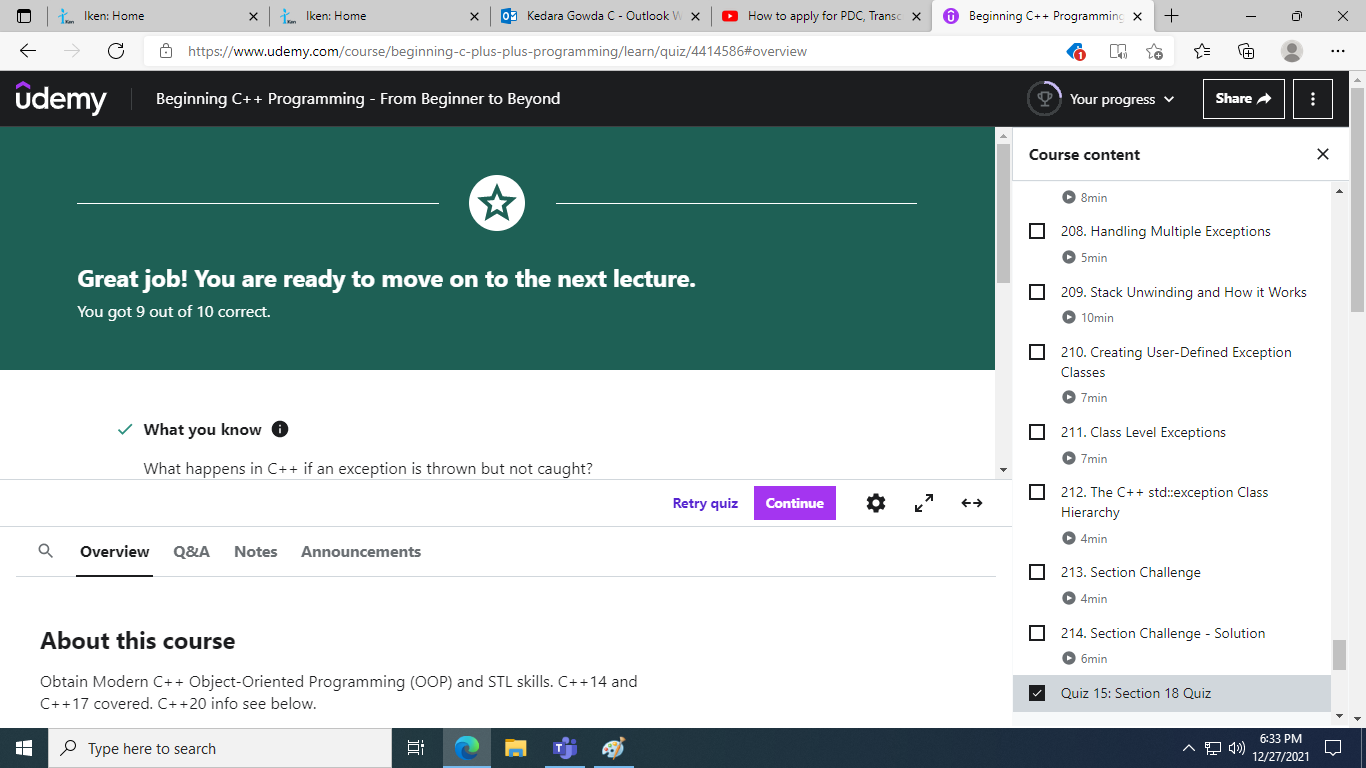 Iken: Home
Iken: Home
Kedara Gowda C - Outlook W
How to apply for PDC, Transc
Beginning C++ Programming
https://www.udemy.com/course/beginning-c-plus-plus-programming/learn/quiz/4414586#overview
1
udemy
Beginning C++ Programming - From Beginner to Beyond
Your progress
Share
Great job! You are ready to move on to the next lecture.
You got 9 out of 10 correct.
What you know
What happens in C++ if an exception is thrown but not caught?
Retry quiz
Continue
Overview
Q&A
Notes
Announcements
About this course
Obtain Modern C++ Object-Oriented Programming (OOP) and STL skills. C++14 and
C++17 covered. C++20 info see below.
Course content
8min
208. Handling Multiple Exceptions
5min
209. Stack Unwinding and How it Works
10min
210. Creating User-Defined Exception
Classes
7min
211. Class Level Exceptions
7min
212. The C++ std::exception Class
Hierarchy
4min
213. Section Challenge
4min
214. Section Challenge - Solution
6min
Quiz 15: Section 18 Quiz
Type here to search
6:33 PM
12/27/2021